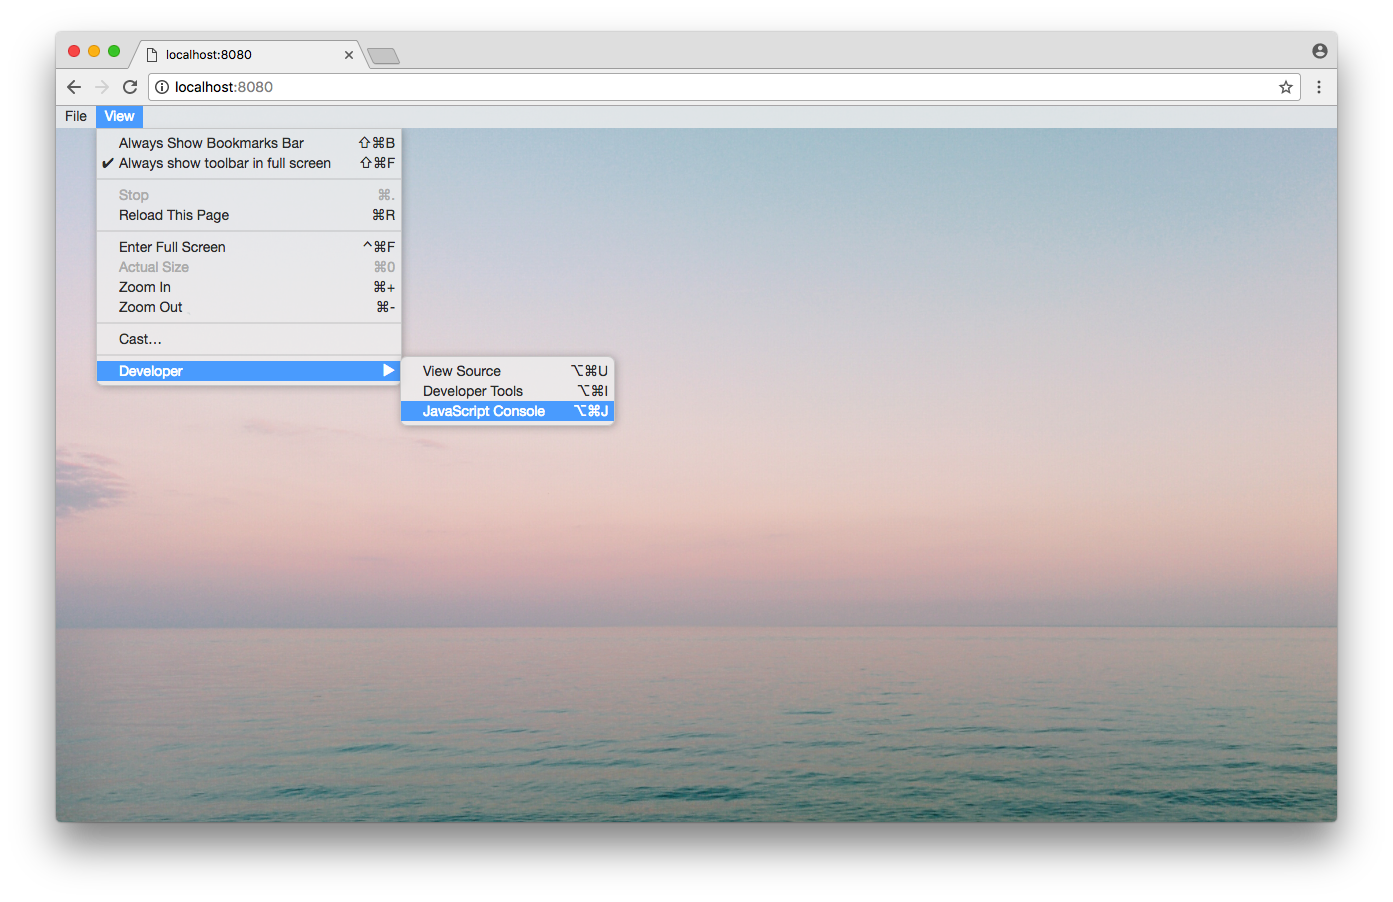 localhost:8080
localhost:8080
File View
Always Show Bookmarks Bar ⇧⌘B
✔ Always show toolbar in full screen ⇧⌘F
Stop ⌘.
Reload This Page ⌘R
Enter Full Screen ^⌘F
Actual Size ⌘0
Zoom In ⌘+
Zoom Out ⌘-
Cast...
Developer ▶
View Source ⌥⌘U
Developer Tools ⌥⌘I
JavaScript Console ⌥⌘J